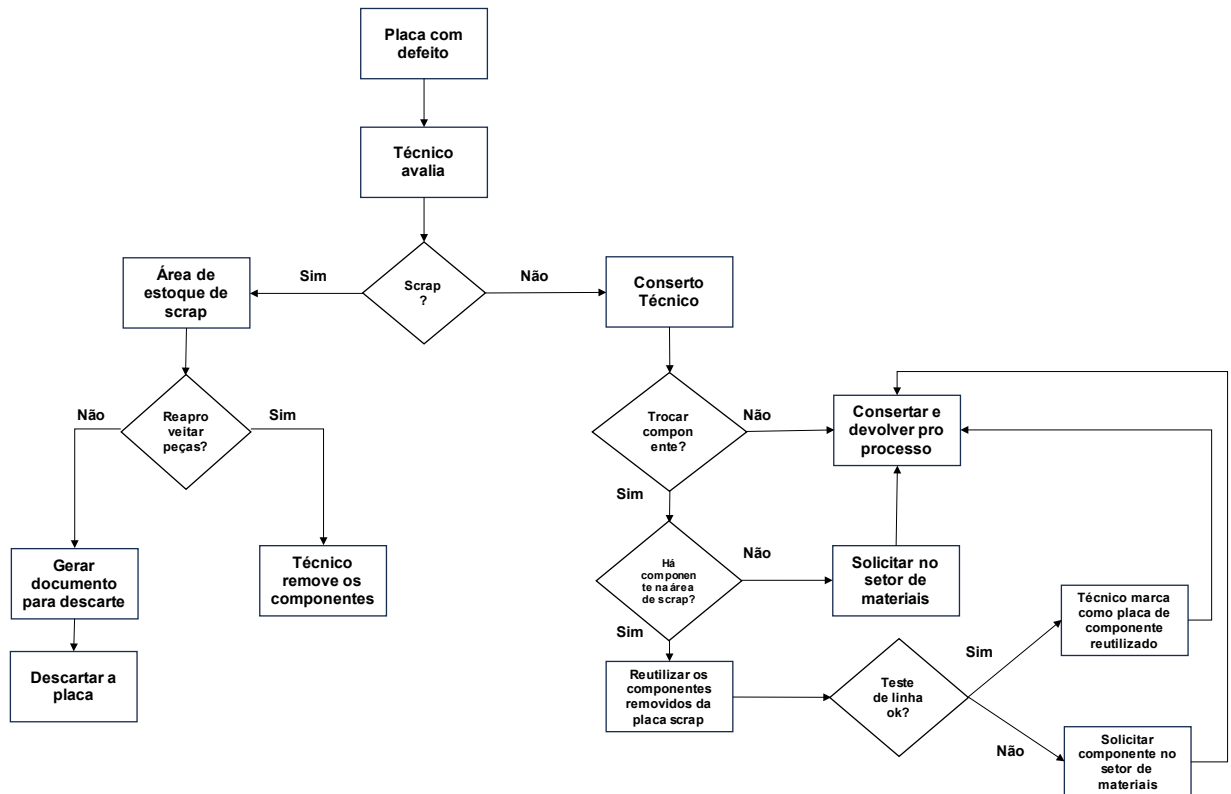 Placa com
defeito
Técnico
avalia
Scrap
?
Sim
Não
Área de
estoque de
scrap
Conserto
Técnico
Reapro
veitar
peças?
Não
Sim
Gerar
documento
para descarte
Técnico
remove os
componentes
Descartar a
placa
Trocar
compon
ente?
Não
Sim
Consertar e
devolver pro
processo
Há
componen
te na área
de scrap?
Não
Sim
Solicitar no
setor de
materiais
Reutilizar os
componentes
removidos da
placa scrap
Teste
de linha
ok?
Sim
Não
Técnico marca
como placa de
componente
reutilizado
Solicitar
componente no
setor de
materiais